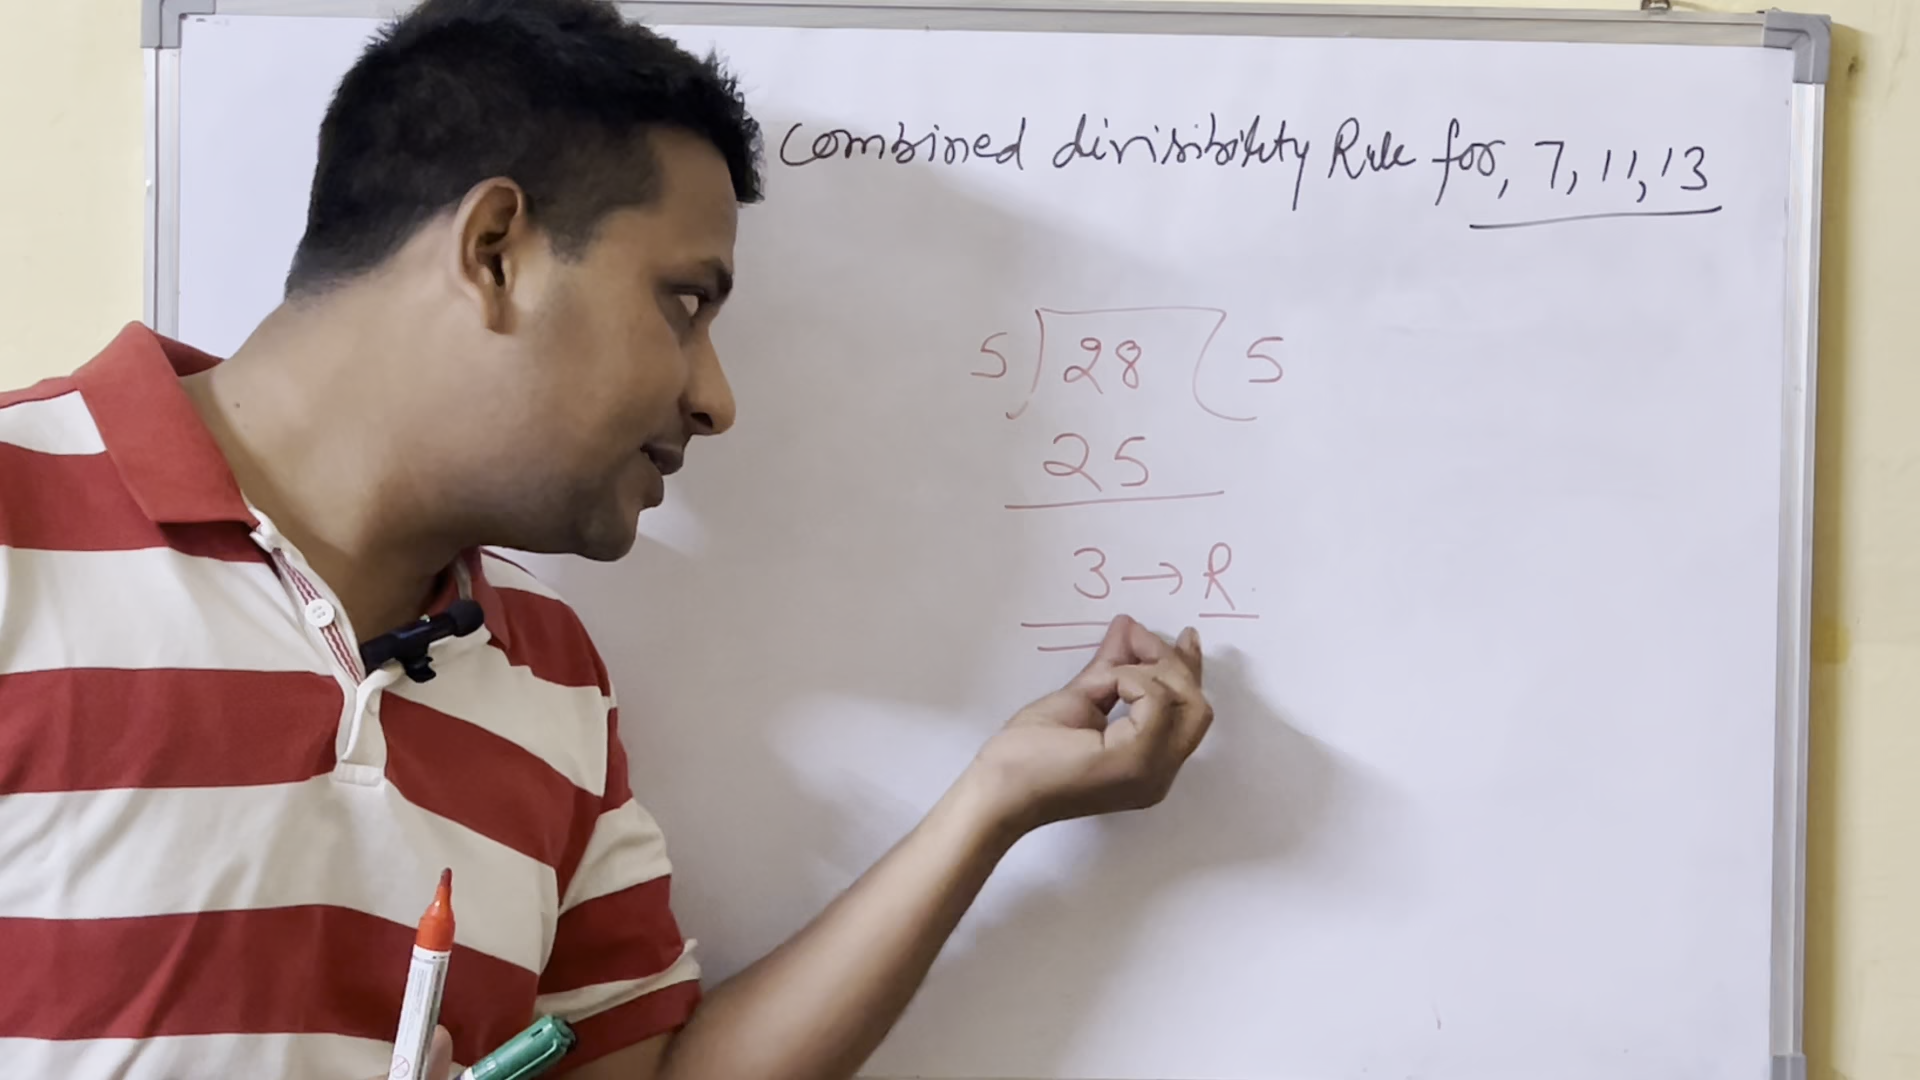 Combined divisibility Rule for, 7, 11, 13
5) 28 ( 5
25
3 → R